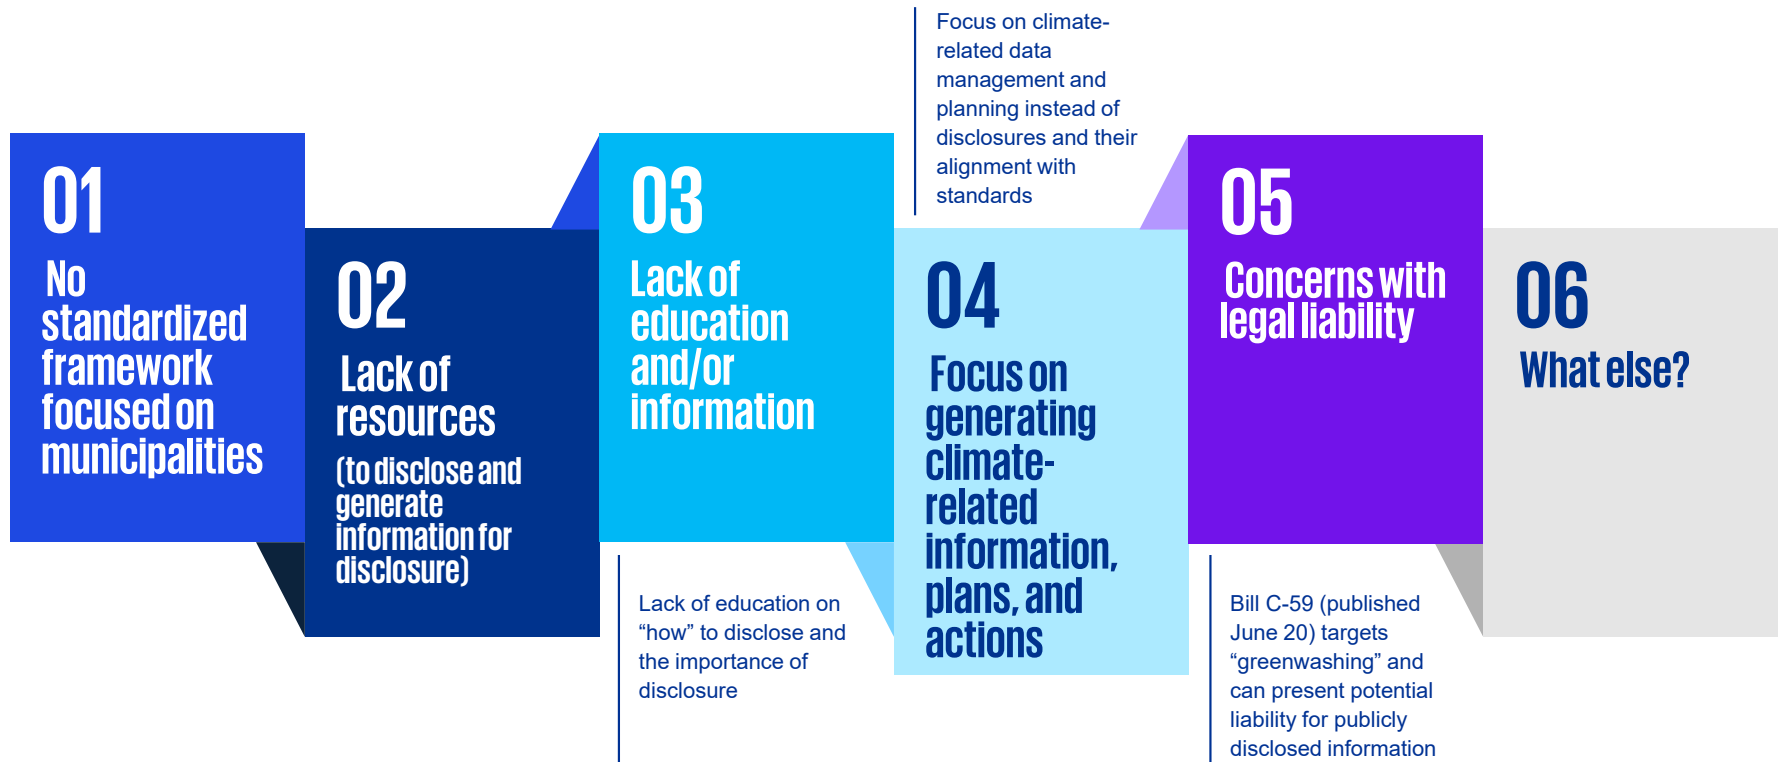 01
No
standardized
framework
focused on
municipalities
02
Lack of
resources
(to disclose and
generate
information for
disclosure)
03
Lack of
education
and/or
information
Lack of education on
“how” to disclose and
the importance of
disclosure
Focus on climate-
related data
management and
planning instead of
disclosures and their
alignment with
standards
04
Focus on
generating
climate-
related
information,
plans, and
actions
05
Concerns with
legal liability
Bill C-59 (published
June 20) targets
“greenwashing” and
can present potential
liability for publicly
disclosed information
06
What else?